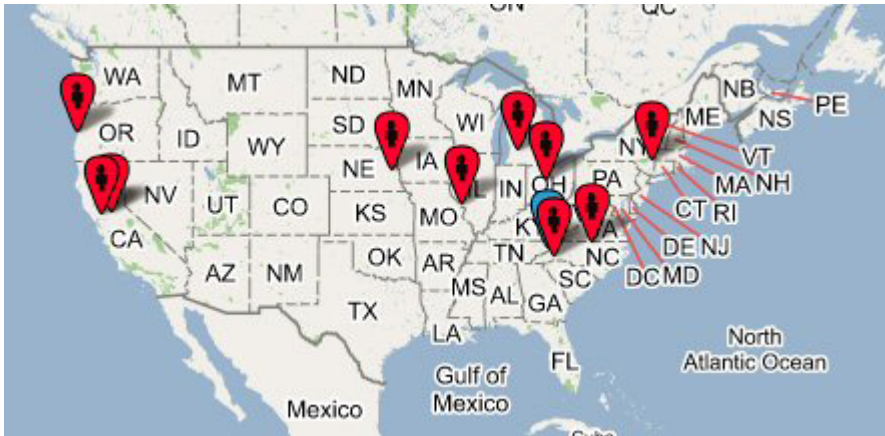 ON
QC
WA
MT
ND
MN
NB
PE
ME
NS
OR
ID
SD
WI
NY
WY
VT
NE
IA
MA
NH
NV
UT
CO
IN
OH
PA
CT
RI
KS
MO
KY
CA
DE
NJ
OK
TN
NC
DC
MD
AZ
NM
AR
SC
MS
AL
GA
TX
LA
North
Atlantic Ocean
FL
Gulf of
Mexico
Mexico
Cuba